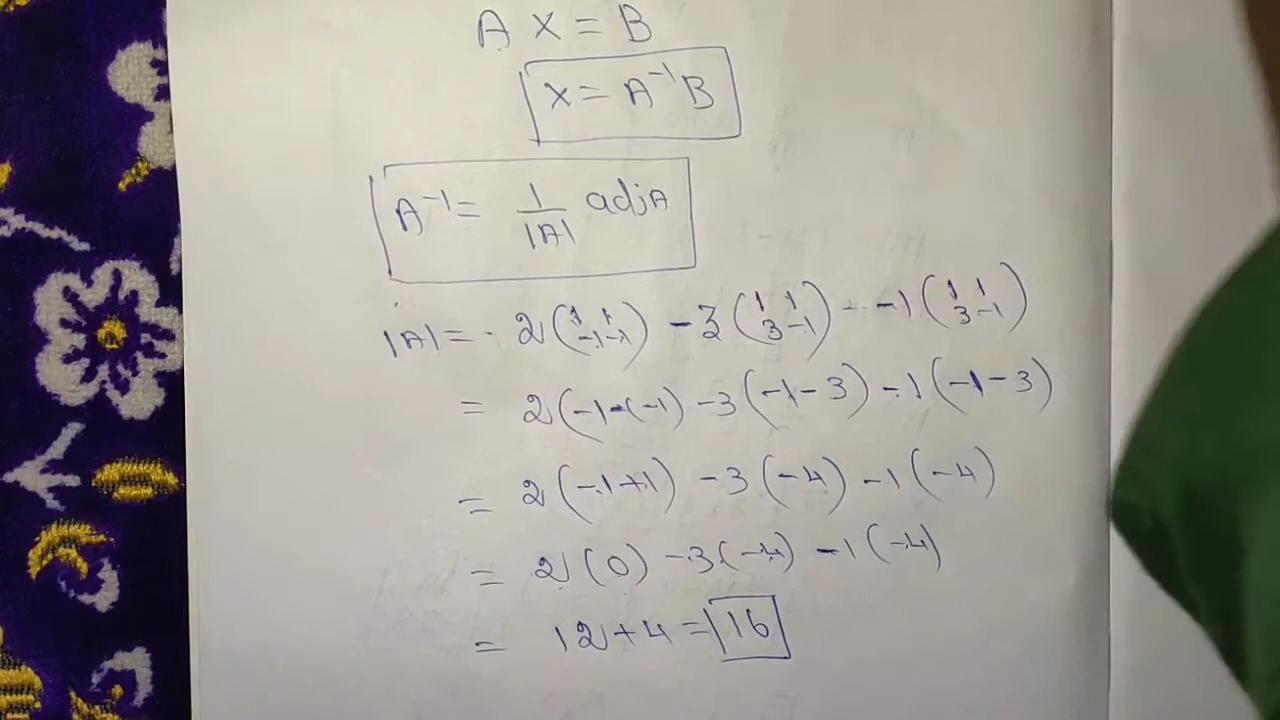 A X = B
X = A⁻¹B
A⁻¹ = 1/|A| adjA
|A| = 2(1 1 -1 -1) -3(1 1 3 -1) -1(1 1 3 -1)
= 2(-1-(-1) -3(-1-3) -1(-1-3)
= 2(-1+1) -3(-4) -1(-4)
= 2(0) -3(-4) -1(-4)
= 12+4 = 16